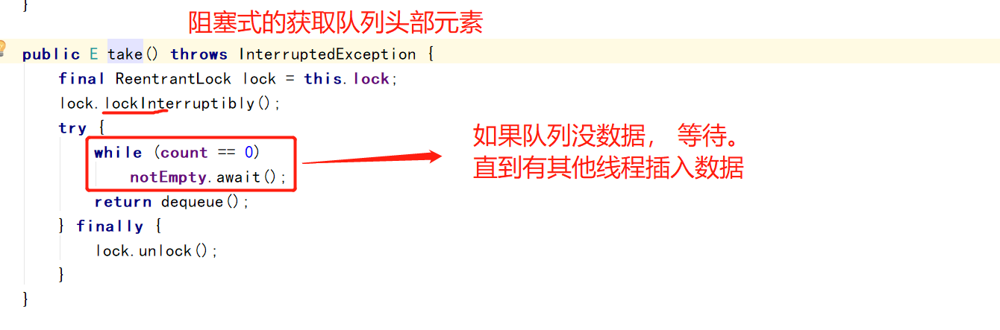 }
阻塞式的获取队列头部元素
public E take() throws InterruptedException {
final ReentrantLock lock = this.lock;
lock.lockInterruptibly();
try {
while (count == 0)
notEmpty.await();
return dequeue();
} finally {
lock.unlock();
}
}
如果队列没数据， 等待。
直到有其他线程插入数据